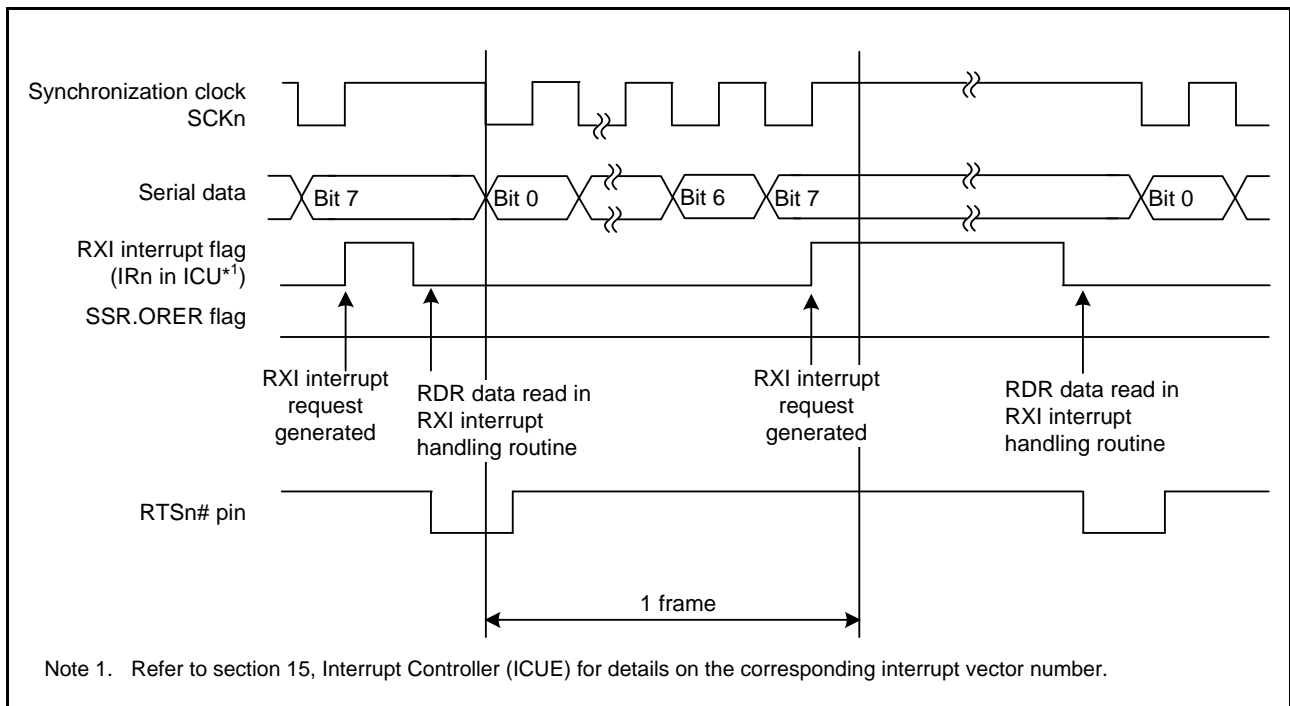 Synchronization clock
SCKn
Serial data
Bit 7
Bit 0
Bit 6
Bit 7
Bit 0
RXI interrupt flag
(IRn in ICU*1)
SSR.ORER flag
RXI interrupt
request
generated
RDR data read in
RXI interrupt
handling routine
RXI interrupt
request
generated
RDR data read in
RXI interrupt
handling routine
RTSn# pin
1 frame
Note 1. Refer to section 15, Interrupt Controller (ICUE) for details on the corresponding interrupt vector number.